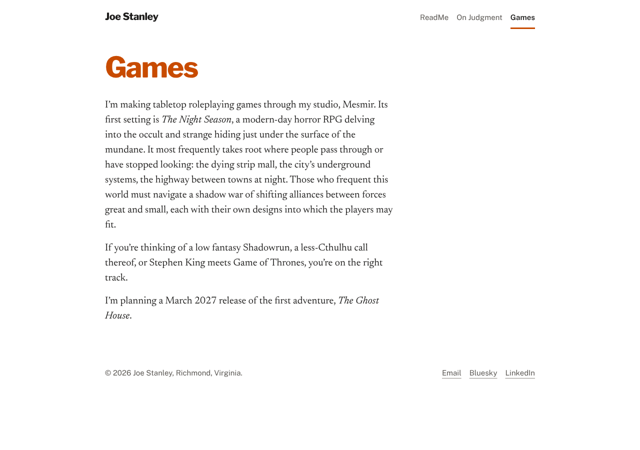 Joe Stanley
ReadMe On Judgment Games
Games
I’m making tabletop roleplaying games through my studio, Mesmir. Its
first setting is The Night Season, a modern-day horror RPG delving
into the occult and strange hiding just under the surface of the
mundane. It most frequently takes root where people pass through or
have stopped looking: the dying strip mall, the city’s underground
systems, the highway between towns at night. Those who frequent this
world must navigate a shadow war of shifting alliances between forces
great and small, each with their own designs into which the players may
fit.
If you’re thinking of a low fantasy Shadowrun, a less-Cthulhu call
thereof, or Stephen King meets Game of Thrones, you’re on the right
track.
I’m planning a March 2027 release of the first adventure, The Ghost
House.
© 2026 Joe Stanley, Richmond, Virginia.
Email Bluesky LinkedIn